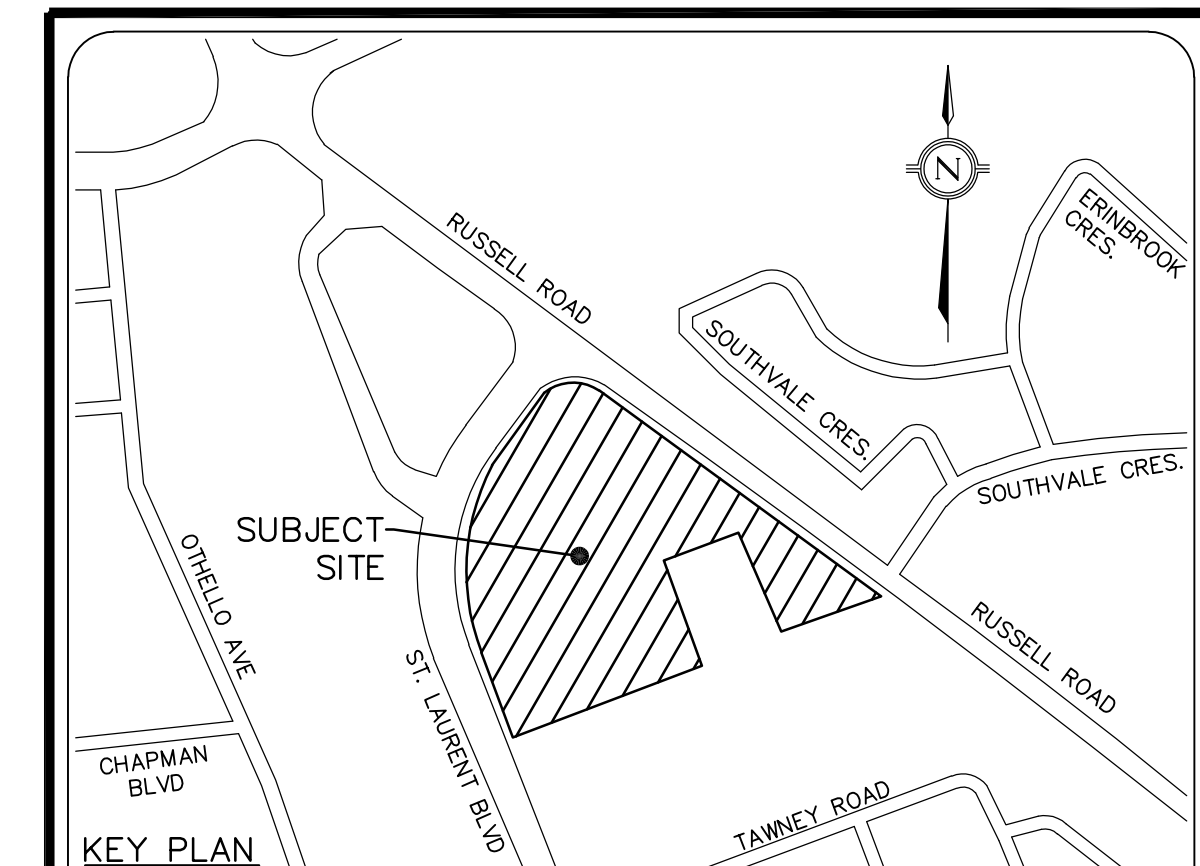 N
ERINBROOK
CRES.
RUSSELL ROAD
SOUTHVALE CRES.
SOUTHVALE CRES.
SUBJECT
SITE
OTHELLO AVE
RUSSELL ROAD
ST. LAURENT BLVD
CHAPMAN
BLVD
TAWNEY ROAD
KEY PLAN